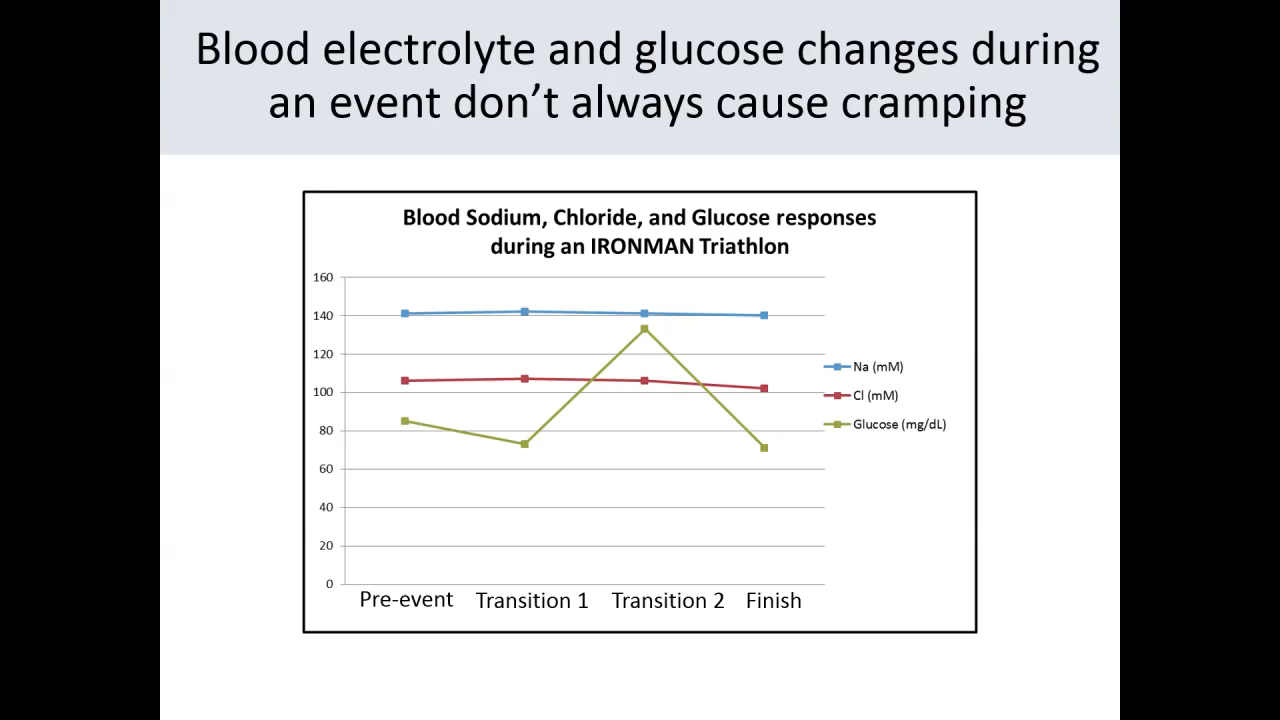 Blood electrolyte and glucose changes during
an event don’t always cause cramping
Blood Sodium, Chloride, and Glucose responses
during an IRONMAN Triathlon
160
140
120
100
80
60
40
20
0
Pre-event Transition 1 Transition 2 Finish
Na (mM)
Cl (mM)
Glucose (mg/dL)